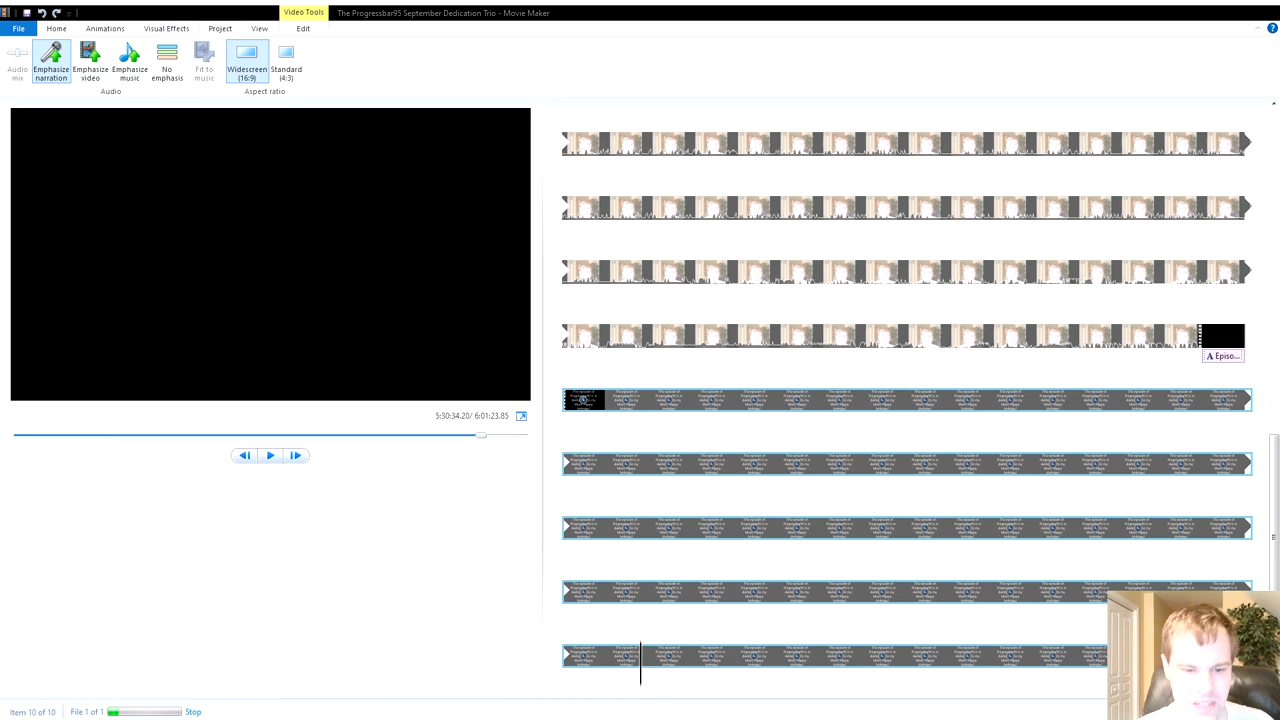 Video Tools
The Progressbar95 September Dedication Trio - Movie Maker
File Home Animations Visual Effects Project View Edit
Audio mix
Emphasize narration
Emphasize video
Emphasize music
No emphasis
Fit to music
Widescreen (16:9)
Standard (4:3)
Audio
Aspect ratio
A Episo...
5:30:34.20/ 6:01:23.85
Item 10 of 10 File 1 of 1 Stop